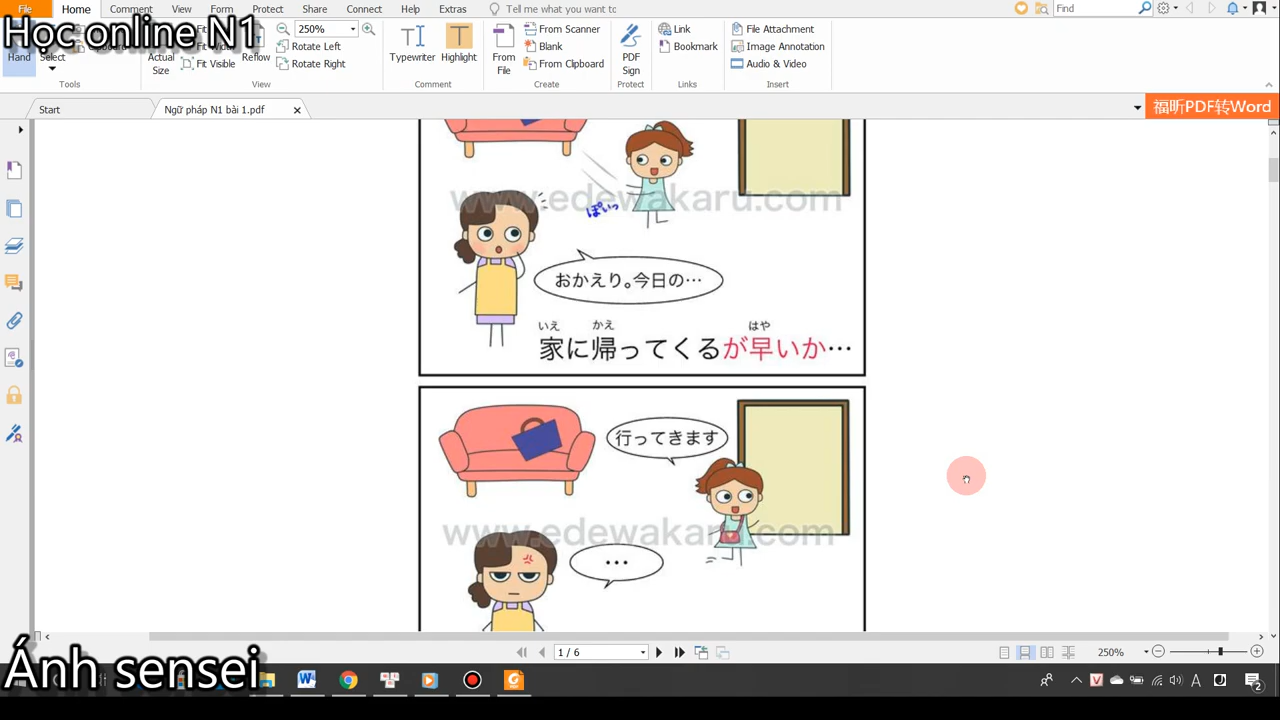 File Home Comment View Form Protect Share Connect Help Extras Tell me what you want to Find
Học online N1
Hand
Select
Actual
Size
Reflow
250%
Rotate Left
Fit Visible
Rotate Right
Typewriter
Highlight
From
File
From Scanner
Blank
From Clipboard
PDF
Sign
Link
Bookmark
File Attachment
Image Annotation
Audio & Video
Tools View Comment Create Protect Links Insert
Start
Ngữ pháp N1 bài 1.pdf
福昕PDF转Word
www.edewakaru.com
ぽいっ
おかえり。今日の…
いえ かえ はや
家に帰ってくるが早いか…
行ってきます
www.edewakaru.com
…
1 / 6
250%
Ánh sensei